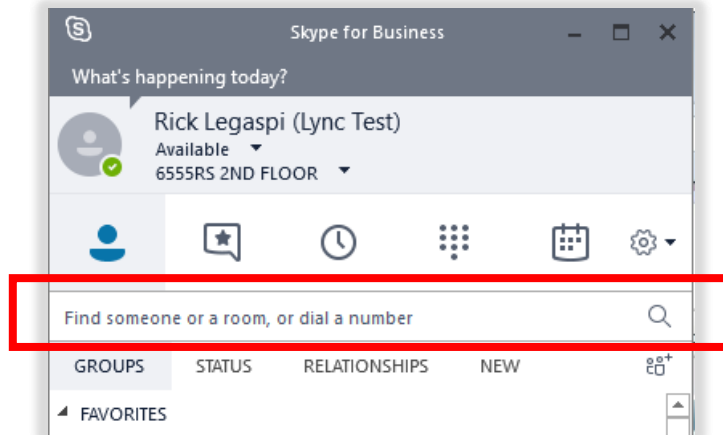 Skype for Business
What's happening today?
Rick Legaspi (Lync Test)
Available
6555RS 2ND FLOOR
Find someone or a room, or dial a number
GROUPS STATUS RELATIONSHIPS NEW
FAVORITES